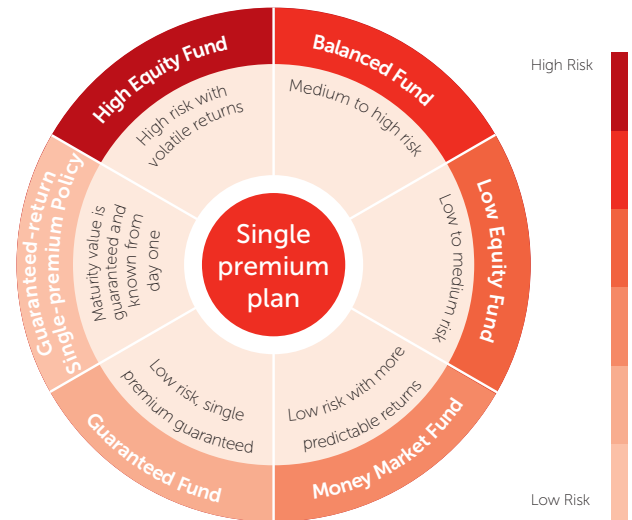 High Equity Fund
High risk with
volatile returns
Balanced Fund
Medium to high risk
Low Equity Fund
Low to medium risk
Money Market Fund
Low risk with more
predictable returns
Guaranteed Fund
Low risk, single
premium guaranteed
Guaranteed-return
Single-premium Policy
Maturity value is
guaranteed and
known from
day one
Single
premium
plan
High Risk
Low Risk